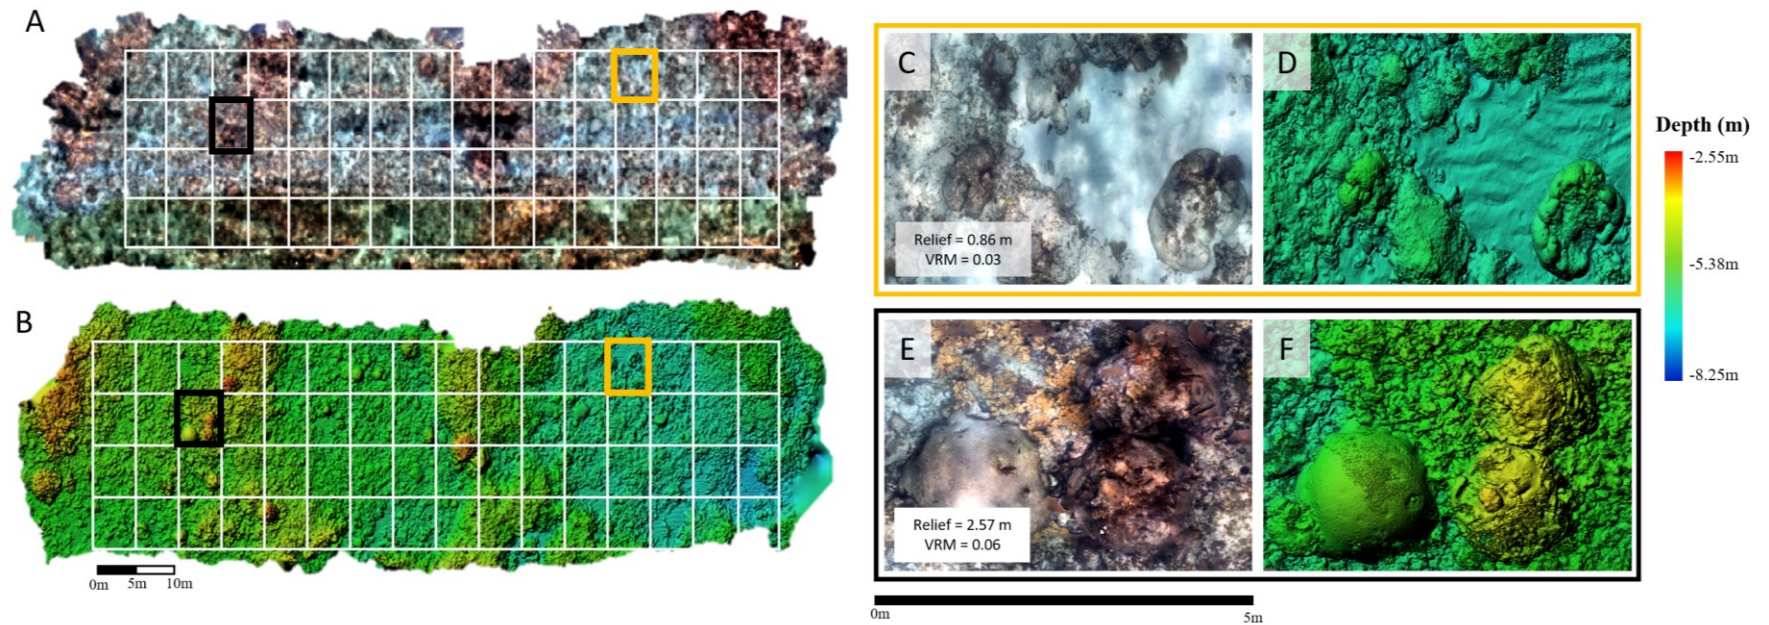 A
B
0m 5m 10m
C
D
Relief = 0.86 m
VRM = 0.03
E
F
Relief = 2.57 m
VRM = 0.06
0m 5m
Depth (m)
-2.55m
-5.38m
-8.25m